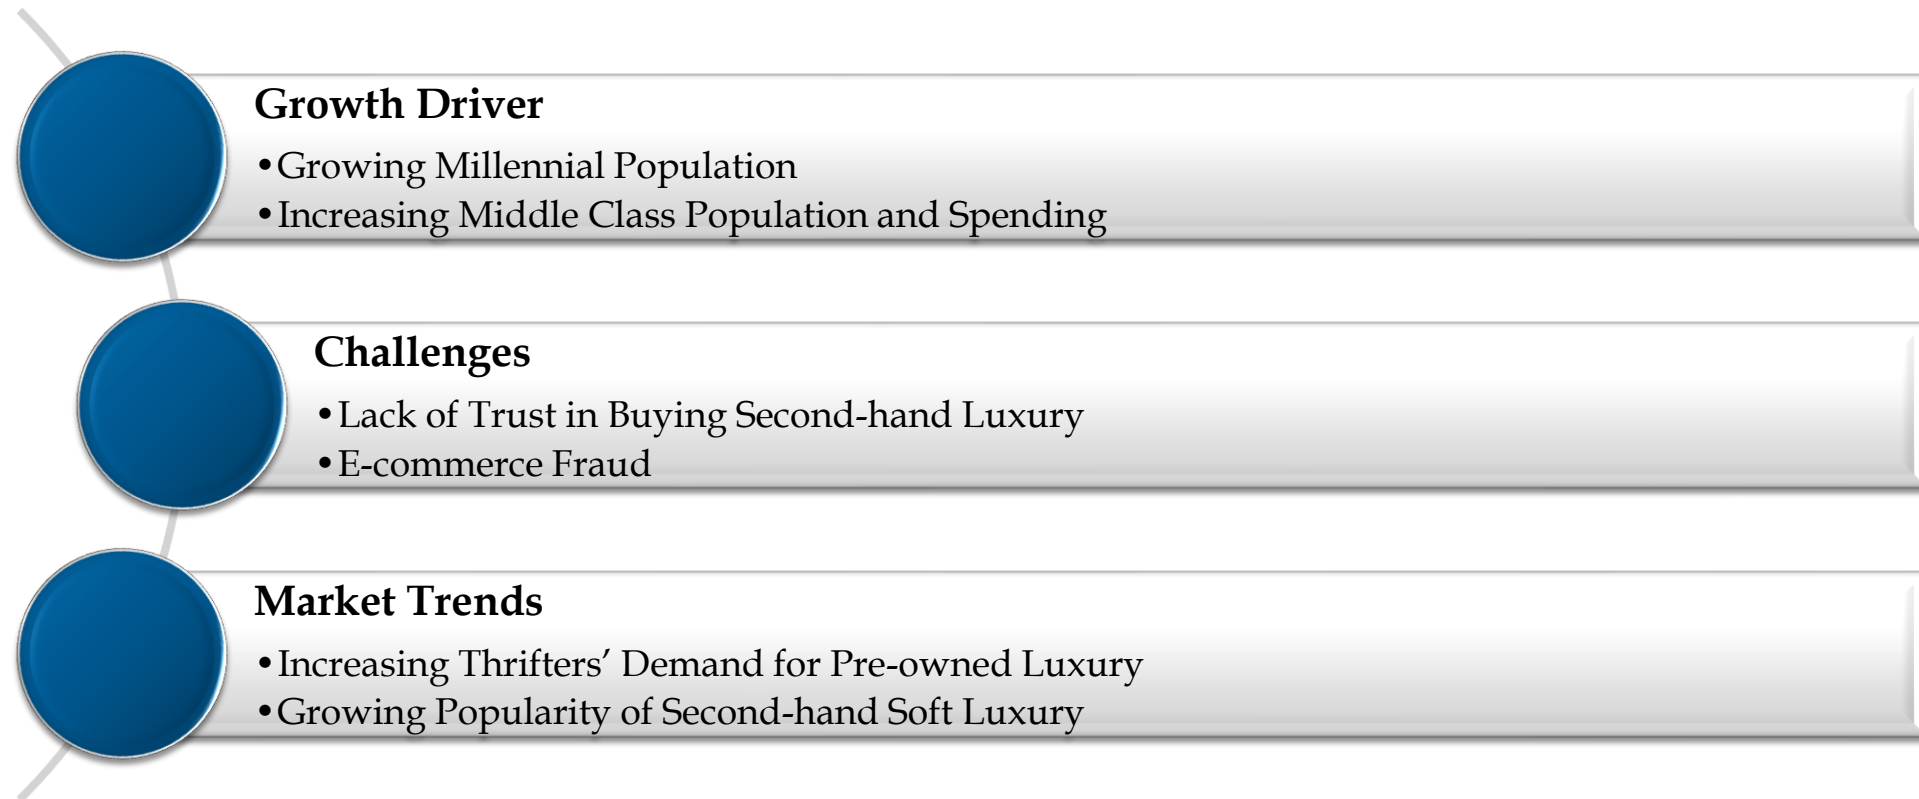 Growth Driver
•Growing Millennial Population
•Increasing Middle Class Population and Spending
Challenges
•Lack of Trust in Buying Second-hand Luxury
•E-commerce Fraud
Market Trends
•Increasing Thrifters’ Demand for Pre-owned Luxury
•Growing Popularity of Second-hand Soft Luxury